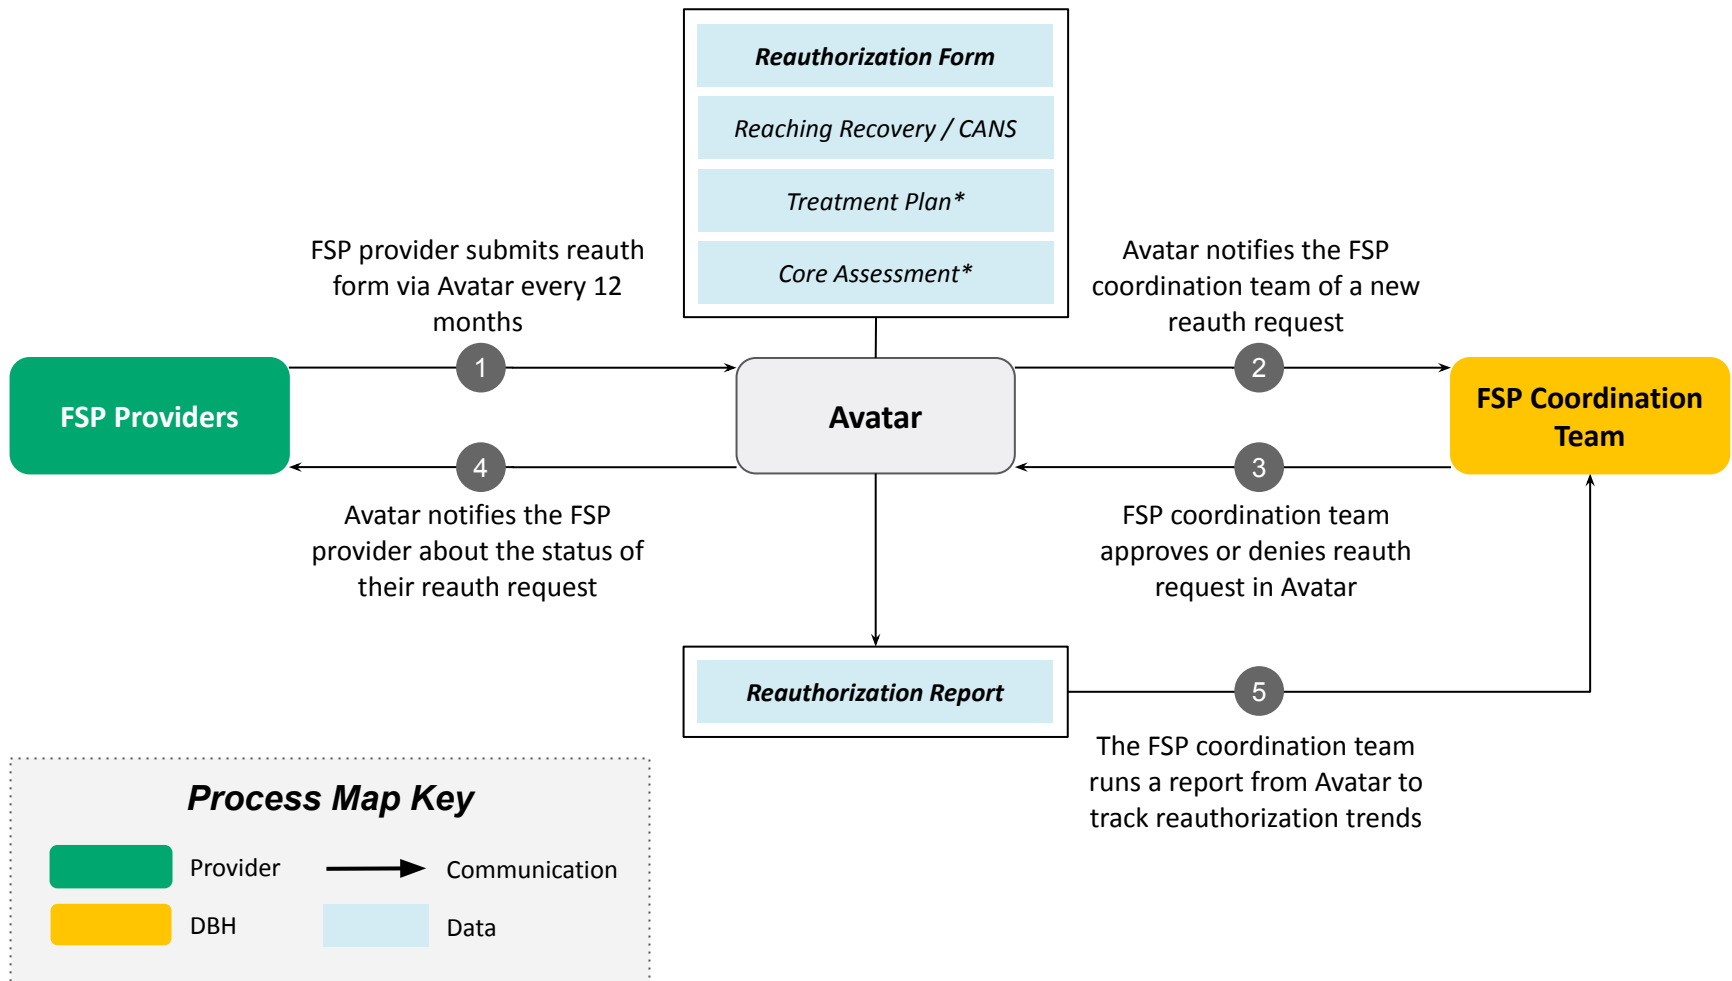 Reauthorization Form
Reaching Recovery / CANS
Treatment Plan*
Core Assessment*
FSP provider submits reauth
form via Avatar every 12
months
Avatar notifies the FSP
coordination team of a new
reauth request
1
2
FSP Providers
Avatar
FSP Coordination
Team
4
3
Avatar notifies the FSP
provider about the status of
their reauth request
FSP coordination team
approves or denies reauth
request in Avatar
Reauthorization Report
5
The FSP coordination team
runs a report from Avatar to
track reauthorization trends
Process Map Key
Provider
Communication
DBH
Data